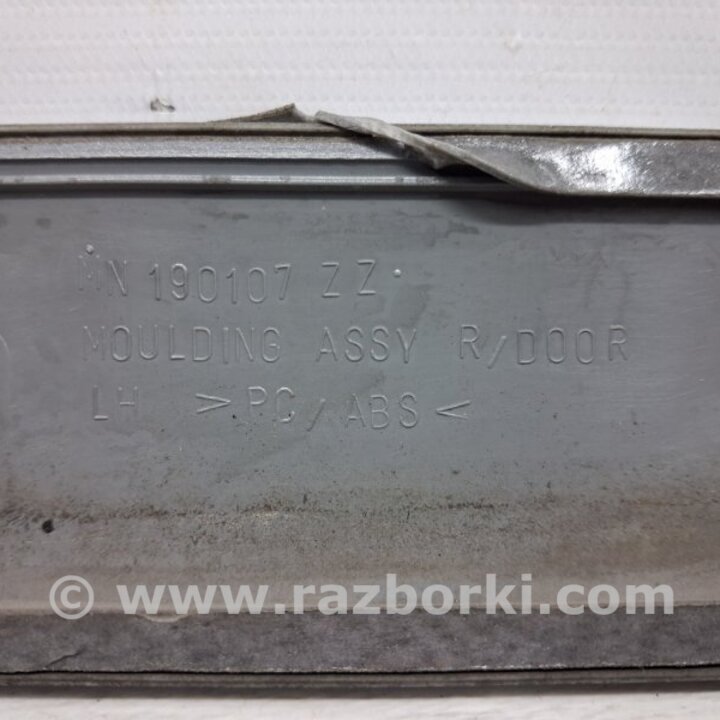 MN 190107 ZZ
MOULDING ASSY R/DOOR
LH >PC/ABS<
© www.razborki.com